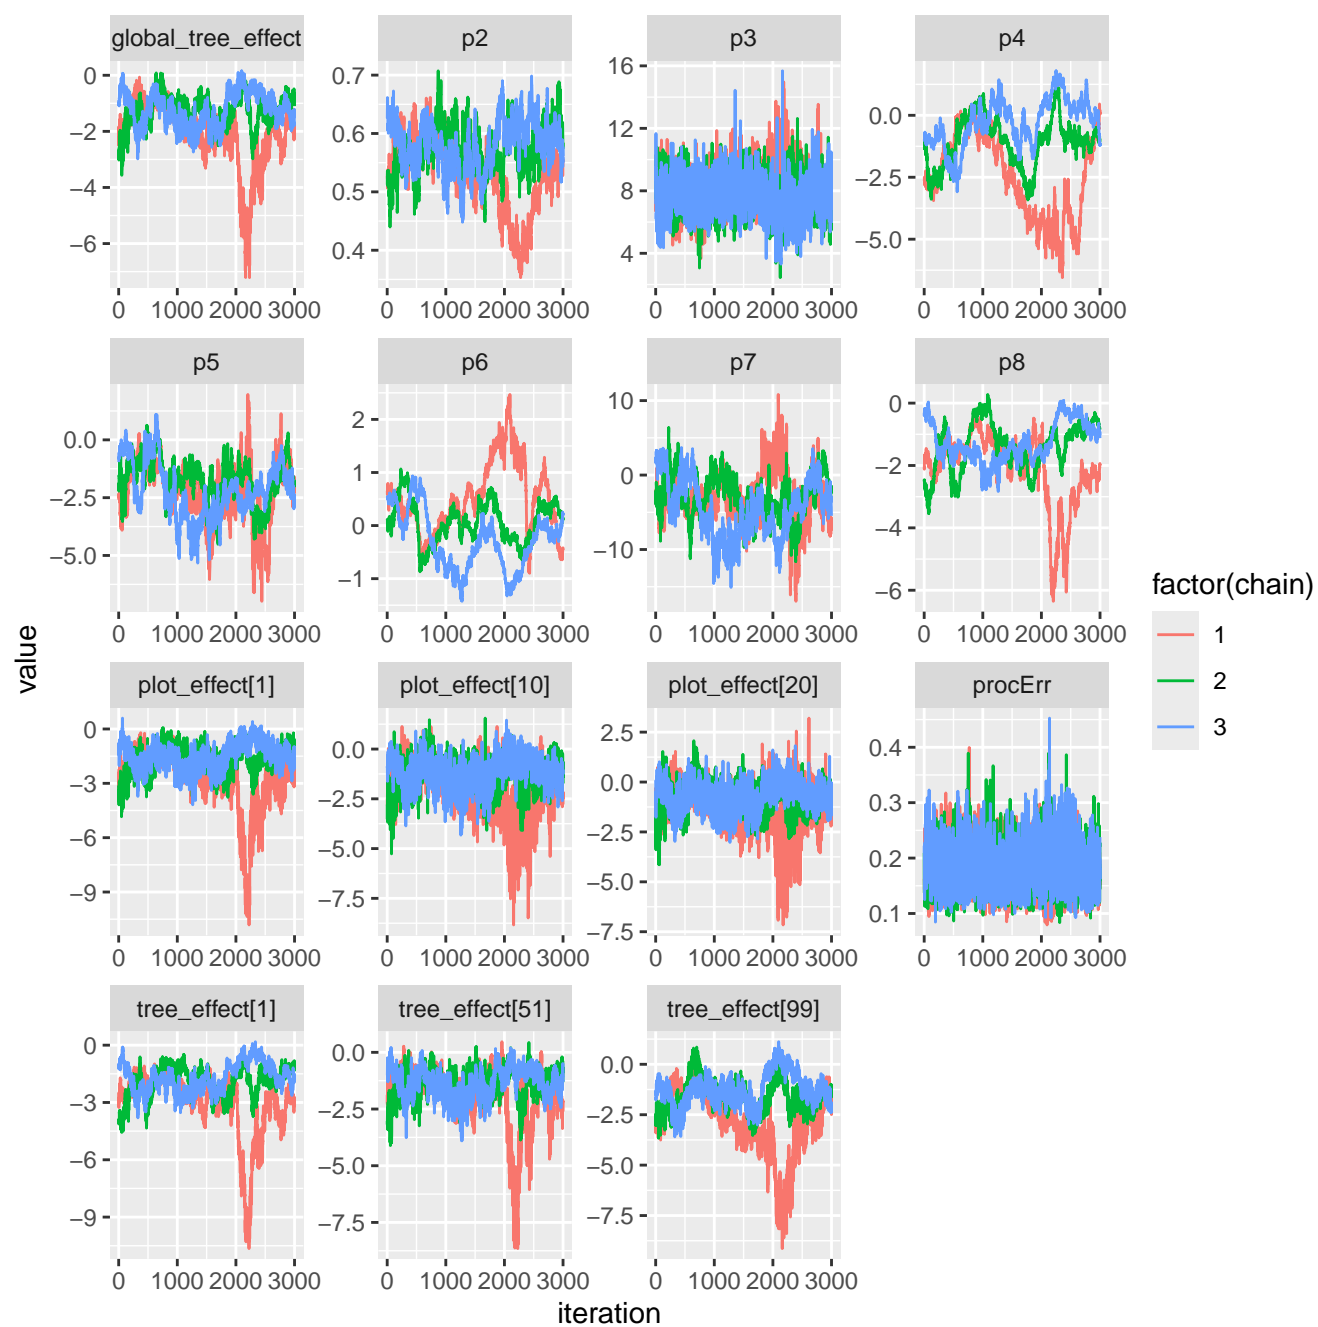 global_tree_effect p2 p3 p4
0 −2 −4 −6
0.7 0.6 0.5 0.4
16 12 8 4
0.0 −2.5 −5.0
0 1000 2000 3000 0 1000 2000 3000 0 1000 2000 3000 0 1000 2000 3000
p5 p6 p7 p8
0.0 −2.5 −5.0
2 1 0 −1
10 0 −10
0 −2 −4 −6
0 1000 2000 3000 0 1000 2000 3000 0 1000 2000 3000 0 1000 2000 3000
plot_effect[1] plot_effect[10] plot_effect[20] procErr
0 −3 −6 −9
0.0 −2.5 −5.0 −7.5
2.5 0.0 −2.5 −5.0 −7.5
0.4 0.3 0.2 0.1
0 1000 2000 3000 0 1000 2000 3000 0 1000 2000 3000 0 1000 2000 3000
tree_effect[1] tree_effect[51] tree_effect[99]
0 −3 −6 −9
0.0 −2.5 −5.0 −7.5
0.0 −2.5 −5.0 −7.5
0 1000 2000 3000 0 1000 2000 3000 0 1000 2000 3000
iteration
value
factor(chain)
1
2
3